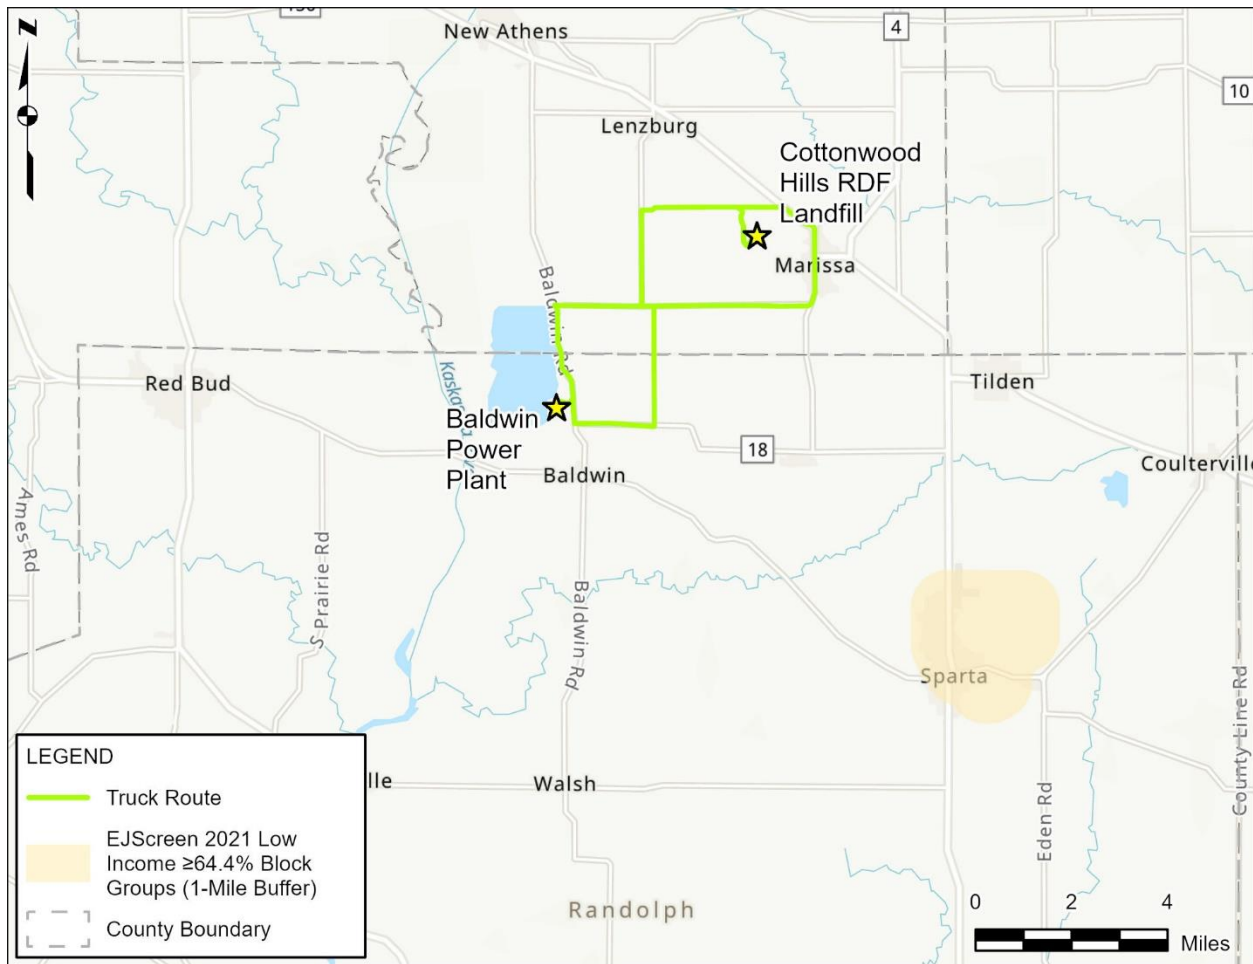 N
New Athens
4
10
Lenzburg
Cottonwood
Hills RDF
Landfill
Marissa
Baldwin Rd
Red Bud
Tilden
Baldwin
Power
Plant
18
Baldwin
Coulterville
Ames Rd
S Prairie Rd
Baldwin Rd
Sparta
County Line Rd
Eden Rd
Walsh
lle
Randolph
LEGEND
Truck Route
EJScreen 2021 Low
Income ≥64.4% Block
Groups (1-Mile Buffer)
County Boundary
0 2 4
Miles